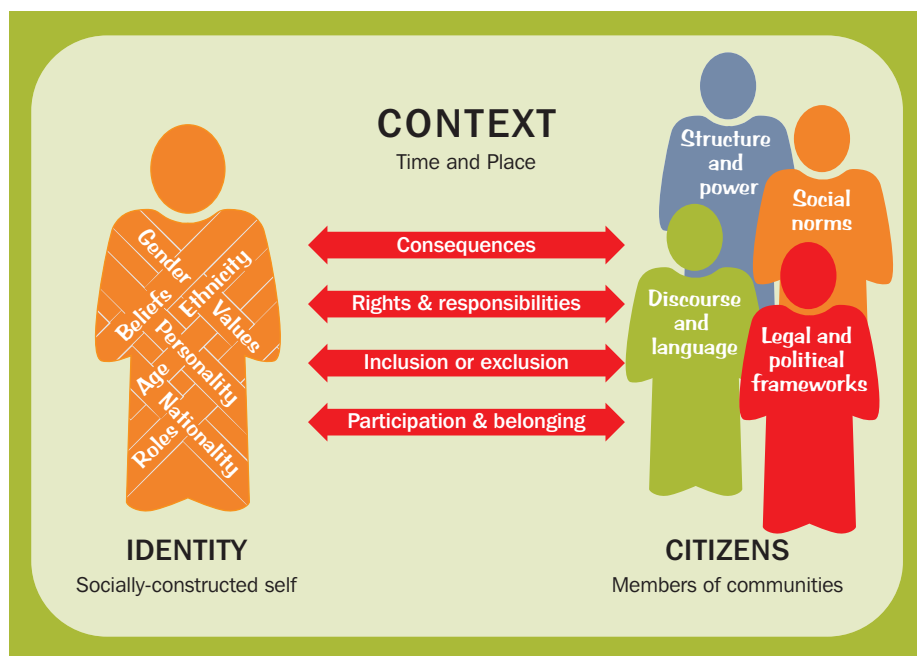 CONTEXT
Time and Place
Gender
Ethnicity
Beliefs
Values
Personality
Age
Nationality
Roles
Consequences
Rights & responsibilities
Inclusion or exclusion
Participation & belonging
Structure
and
power
Social
norms
Discourse
and
language
Legal and
political
frameworks
IDENTITY
Socially-constructed self
CITIZENS
Members of communities